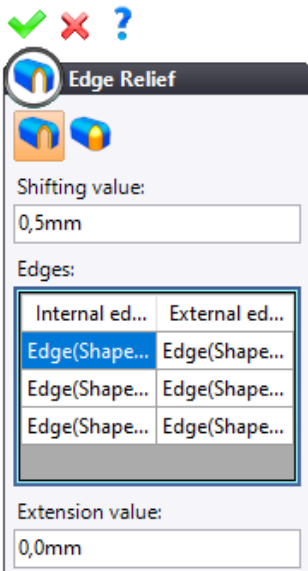 ?
Edge Relief
Shifting value:
0,5mm
Edges:
Internal ed... External ed...
Edge(Shape... Edge(Shape...
Edge(Shape... Edge(Shape...
Edge(Shape... Edge(Shape...
Extension value:
0,0mm